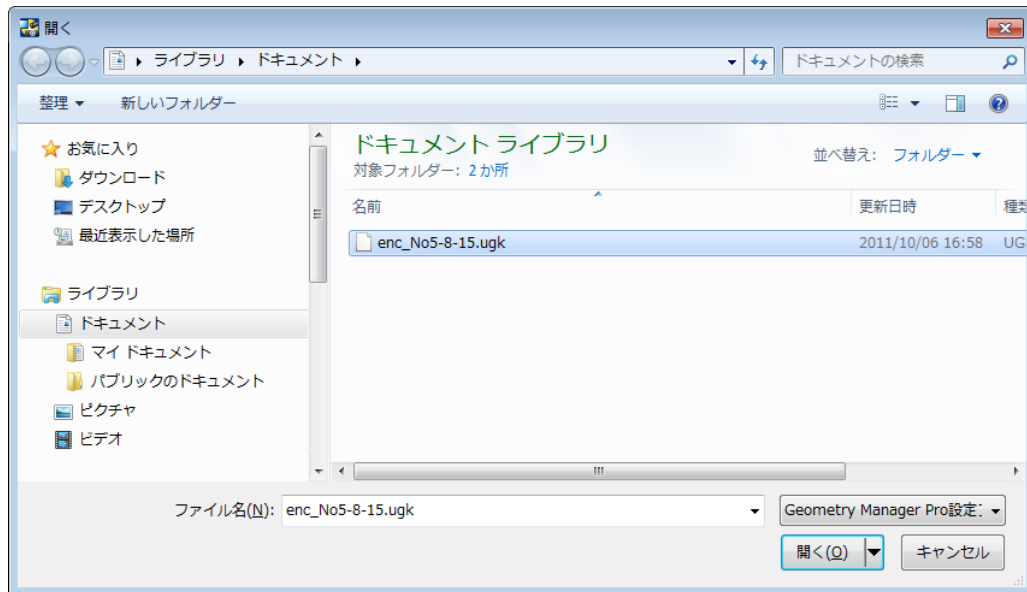 開く
ライブラリ ▶ ドキュメント ▶
ドキュメントの検索
整理 ▼ 新しいフォルダー
お気に入り
ダウンロード
デスクトップ
最近表示した場所
ライブラリ
ドキュメント
マイ ドキュメント
パブリックのドキュメント
ピクチャ
ビデオ
ドキュメント ライブラリ
対象フォルダー: 2 か所
並べ替え: フォルダー ▼
名前 更新日時 種類
enc_No5-8-15.ugk 2011/10/06 16:58 UG
ファイル名(N): enc_No5-8-15.ugk
Geometry Manager Pro設定
開く(O) キャンセル